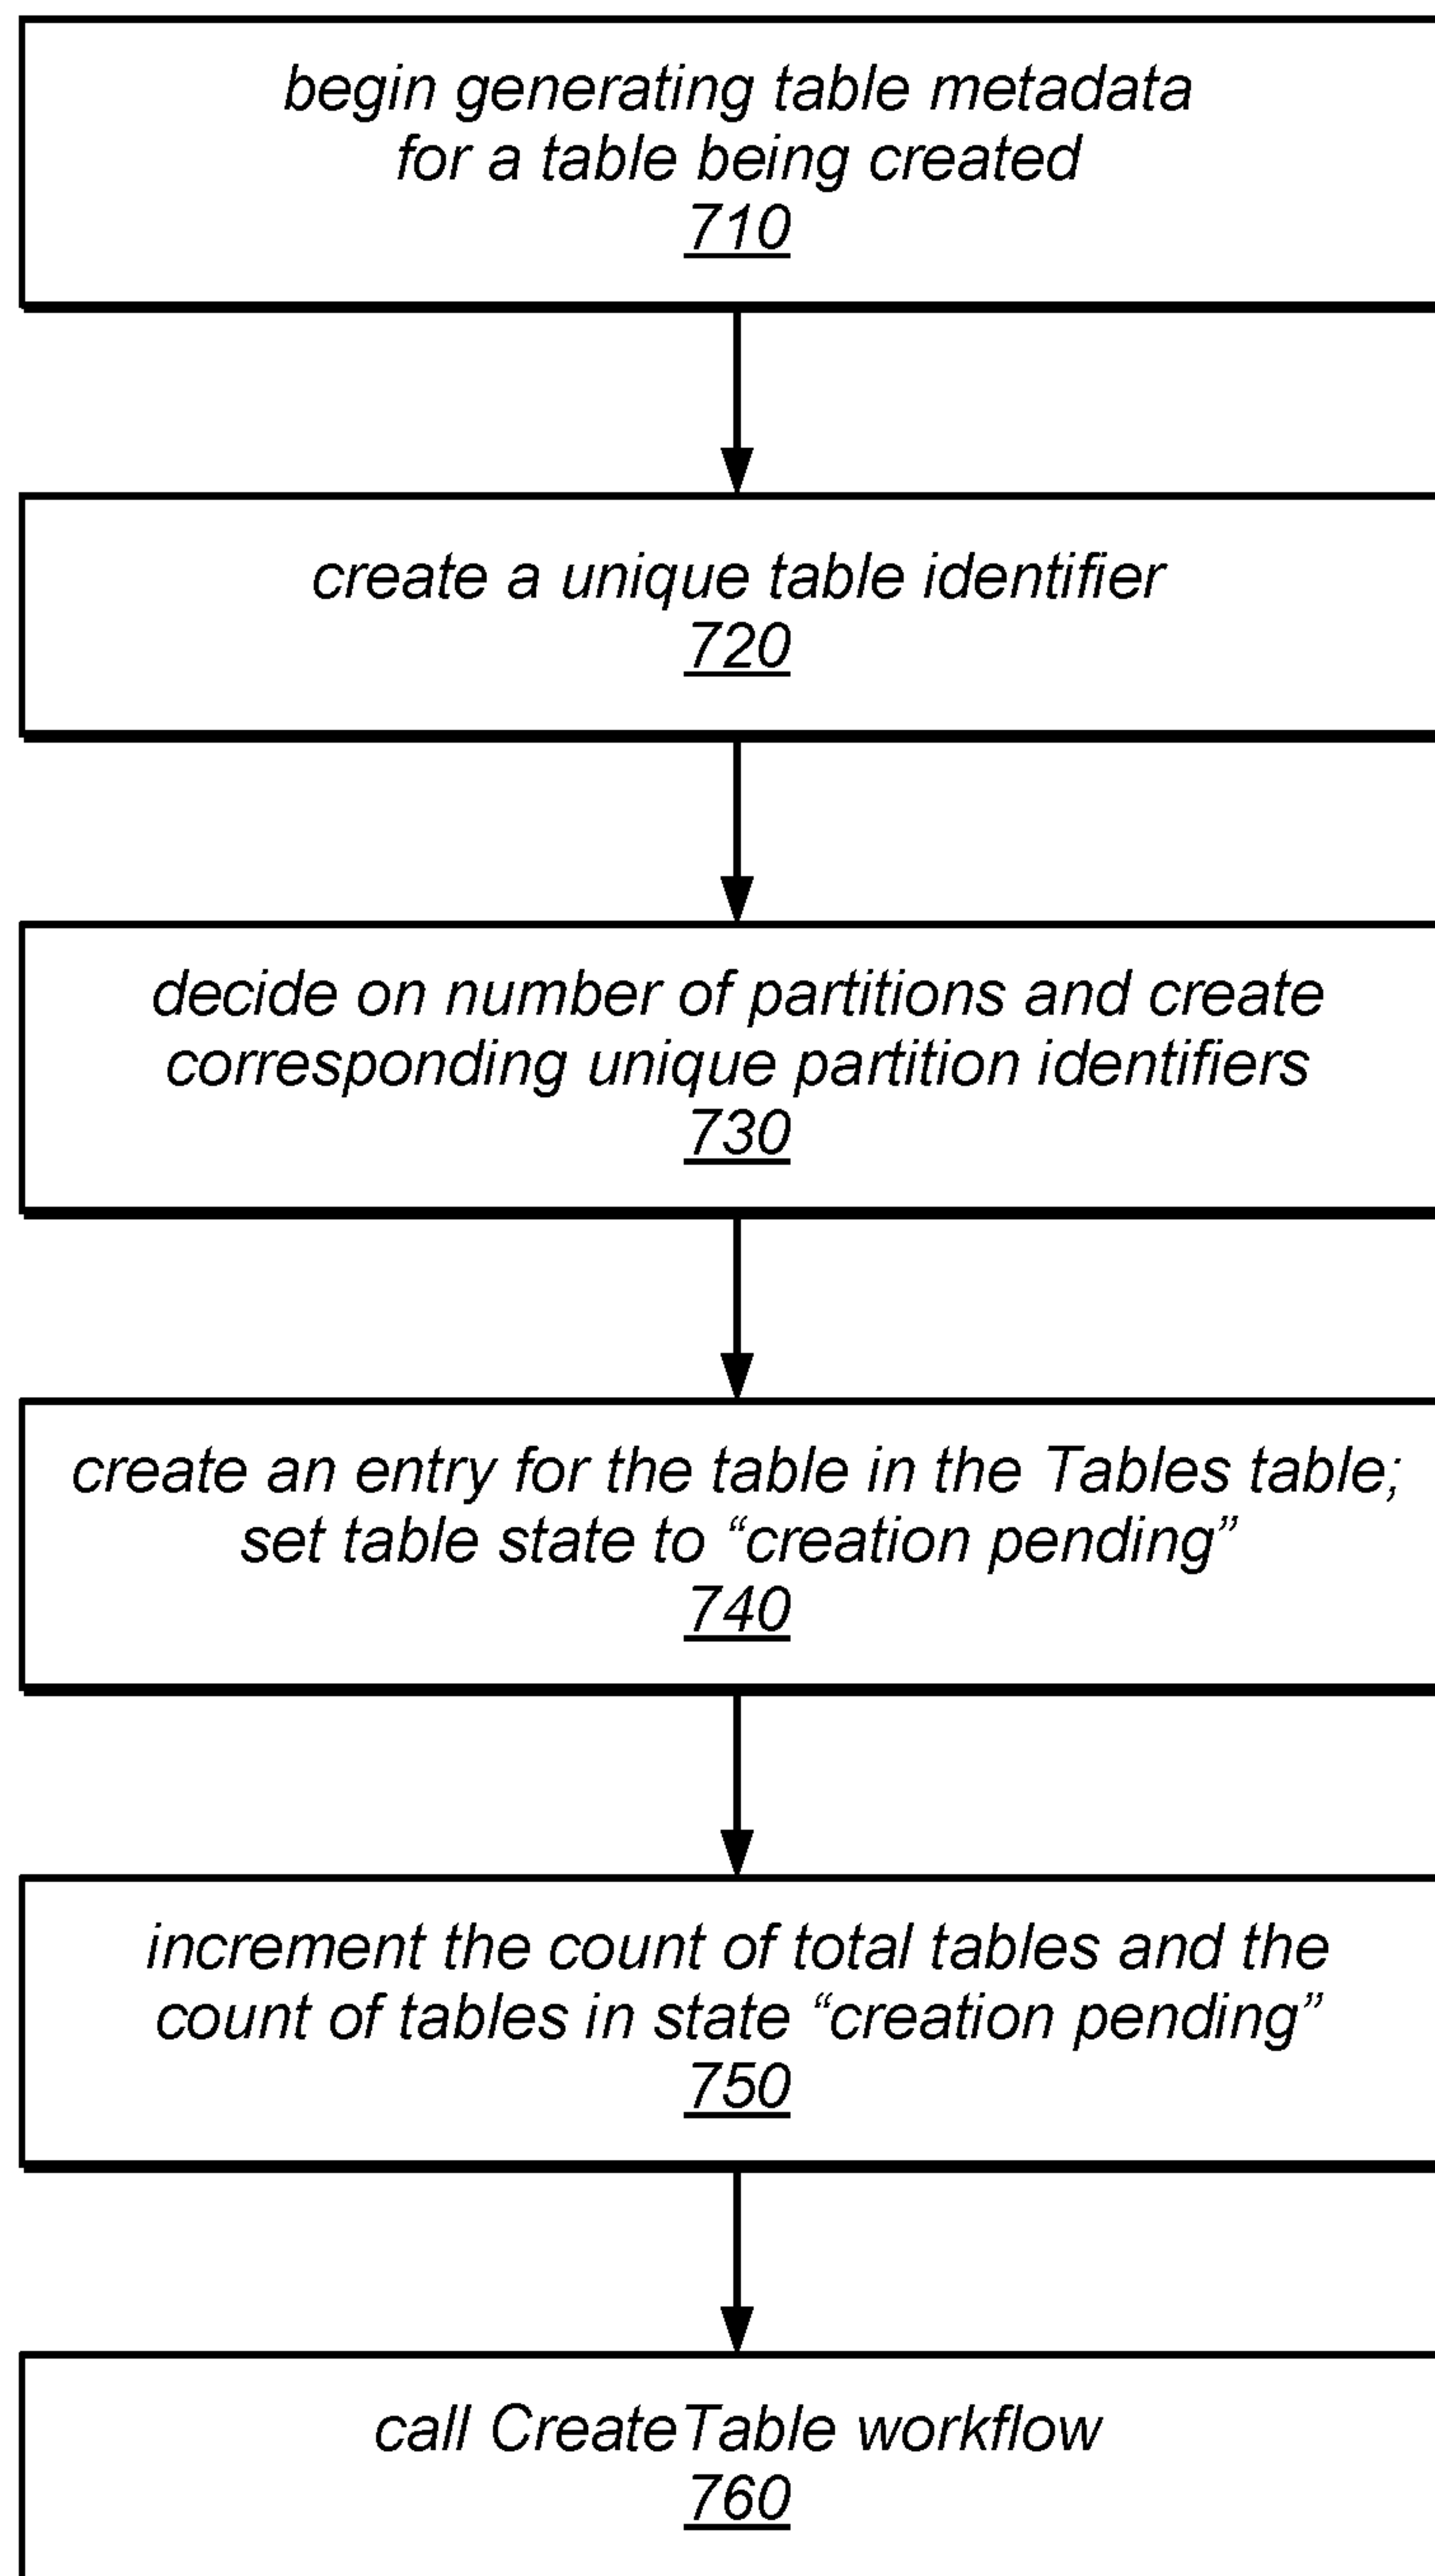 begin generating table metadata
for a table being created
710
create a unique table identifier
720
decide on number of partitions and create
corresponding unique partition identifiers
730
create an entry for the table in the Tables table;
set table state to “creation pending”
740
increment the count of total tables and the
count of tables in state “creation pending”
750
call CreateTable workflow
760